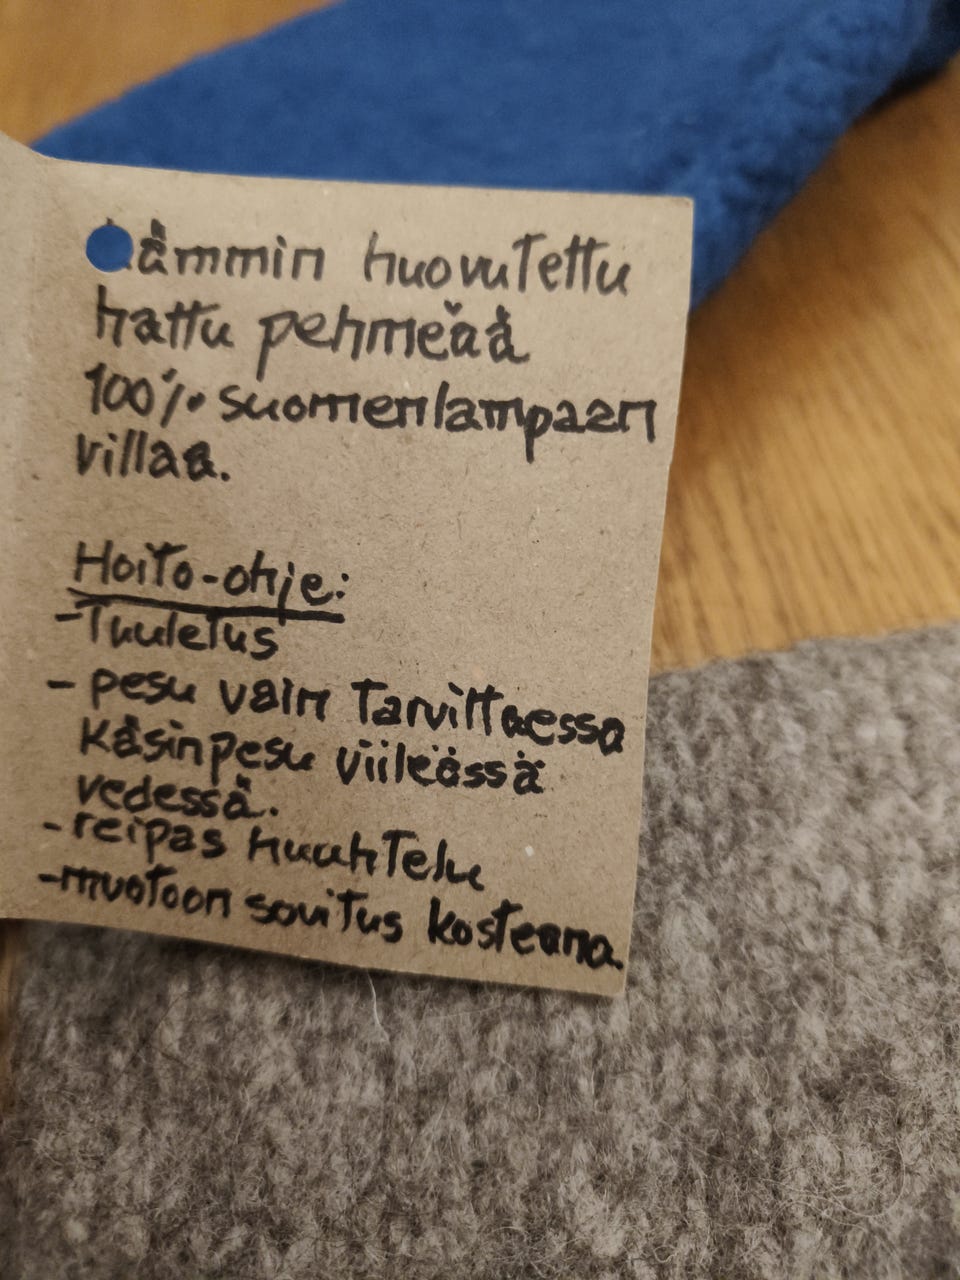 Lämmin huovutettu
hattu pehmeää
100% suomenlampaan
villaa.
Hoito-ohje:
- Tuuletus
- pesu vain Tarvittaessa
Käsinpesu viileässä
vedessä.
- reipas huuhTelu
- muotoon soviTus kosteana.